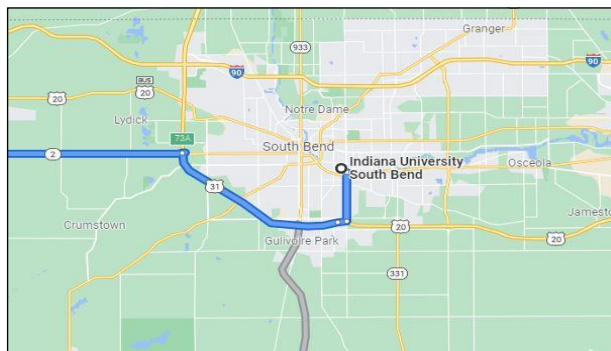 Granger
933
90
90
BUS
20
20
20
Notre Dame
Lydick
73A
South Bend
Indiana University
South Bend
2
Osceola
31
Crumstown
Jamesto
20
Gulivoire Park
331